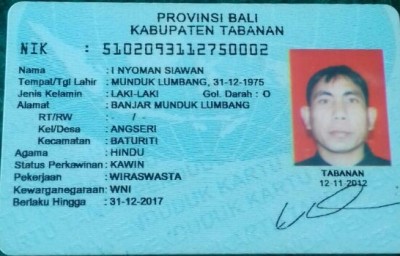 PROVINSI BALI
KABUPATEN TABANAN
NIK : 5102093112750002
Nama : I NYOMAN SIAWAN
Tempat/Tgl Lahir : MUNDUK LUMBANG, 31-12-1975
Jenis Kelamin : LAKI-LAKI Gol. Darah : O
Alamat : BANJAR MUNDUK LUMBANG
RT/RW : - / -
Kel/Desa : ANGSERI
Kecamatan : BATURITI
Agama : HINDU
Status Perkawinan : KAWIN
Pekerjaan : WIRASWASTA
Kewarganegaraan : WNI
Berlaku Hingga : 31-12-2017
TABANAN
12-11-2012